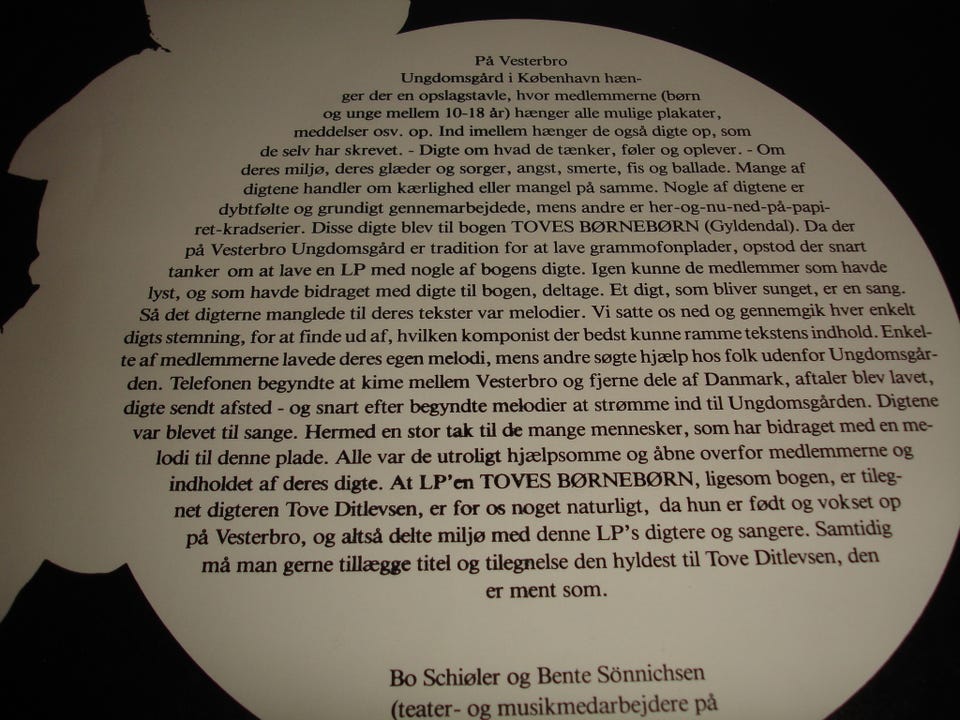 På Vesterbro
Ungdomsgård i København hæn-
ger der en opslagstavle, hvor medlemmerne (børn
og unge mellem 10-18 år) hænger alle mulige plakater,
meddelser osv. op. Ind imellem hænger de også digte op, som
de selv har skrevet. - Digte om hvad de tænker, føler og oplever. - Om
deres miljø, deres glæder og sorger, angst, smerte, fis og ballade. Mange af
digtene handler om kærlighed eller mangel på samme. Nogle af digtene er
dybtfølte og grundigt gennemarbejdede, mens andre er her-og-nu-ned-på-papi-
ret-kradserier. Disse digte blev til bogen TOVES BØRNEBØRN (Gyldendal). Da der
på Vesterbro Ungdomsgård er tradition for at lave grammofonplader, opstod der snart
tanker om at lave en LP med nogle af bogens digte. Igen kunne de medlemmer som havde
lyst, og som havde bidraget med digte til bogen, deltage. Et digt, som bliver sunget, er en sang.
Så det digterne manglede til deres tekster var melodier. Vi satte os ned og gennemgik hver enkelt
digts stemning, for at finde ud af, hvilken komponist der bedst kunne ramme tekstens indhold. Enkel-
te af medlemmerne lavede deres egen melodi, mens andre søgte hjælp hos folk udenfor Ungdomsgår-
den. Telefonen begyndte at kime mellem Vesterbro og fjerne dele af Danmark, aftaler blev lavet,
digte sendt afsted - og snart efter begyndte melodier at strømme ind til Ungdomsgården. Digtene
var blevet til sange. Hermed en stor tak til de mange mennesker, som har bidraget med en me-
lodi til denne plade. Alle var de utroligt hjælpsomme og åbne overfor medlemmerne og
indholdet af deres digte. At LP'en TOVES BØRNEBØRN, ligesom bogen, er tileg-
net digteren Tove Ditlevsen, er for os noget naturligt, da hun er født og vokset op
på Vesterbro, og altså delte miljø med denne LP's digtere og sangere. Samtidig
må man gerne tillægge titel og tilegnelse den hyldest til Tove Ditlevsen, den
er ment som.
Bo Schiøler og Bente Sönnichsen
(teater- og musikmedarbejdere på